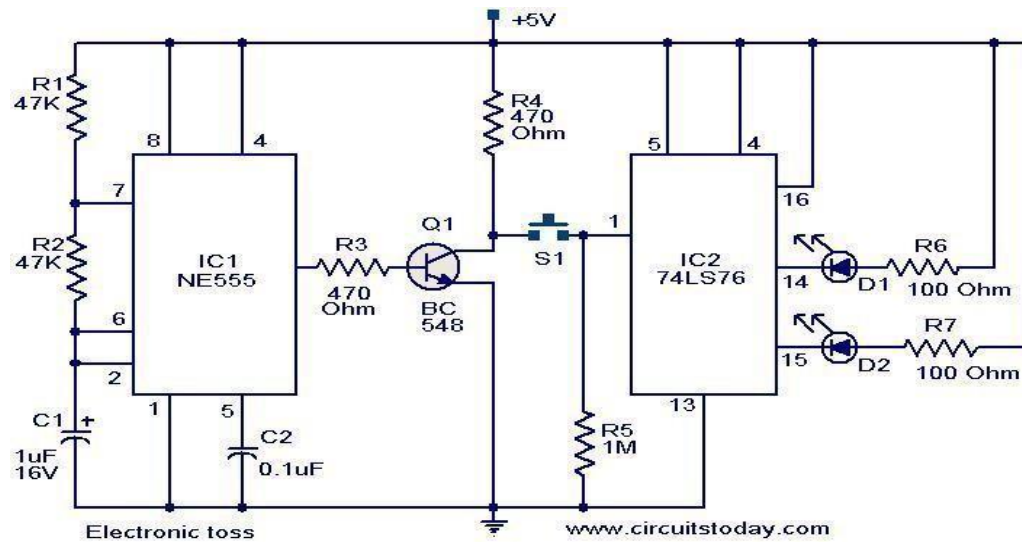 +5V
R1
47K
8
4
R4
470
Ohm
5
4
16
7
R2
47K
IC1
NE555
R3
470
Ohm
Q1
BC
548
S1
1
IC2
74LS76
14
D1
R6
100 Ohm
15
D2
R7
100 Ohm
6
2
1
5
13
C1
+
1uF
16V
C2
0.1uF
R5
1M
Electronic toss
www.circuitstoday.com